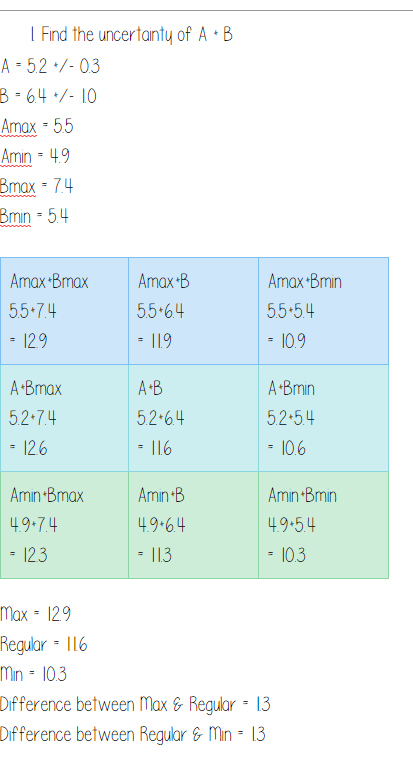 1. Find the uncertainty of A + B
A = 5.2 +/- 0.3
B = 6.4 +/- 1.0
Amax = 5.5
Amin = 4.9
Bmax = 7.4
Bmin = 5.4
Amax+Bmax
5.5+7.4
= 12.9
Amax+B
5.5+6.4
= 11.9
Amax+Bmin
5.5+5.4
= 10.9
A+Bmax
5.2+7.4
= 12.6
A+B
5.2+6.4
= 11.6
A+Bmin
5.2+5.4
= 10.6
Amin+Bmax
4.9+7.4
= 12.3
Amin+B
4.9+6.4
= 11.3
Amin+Bmin
4.9+5.4
= 10.3
Max = 12.9
Regular = 11.6
Min = 10.3
Difference between Max & Regular = 1.3
Difference between Regular & Min = 1.3